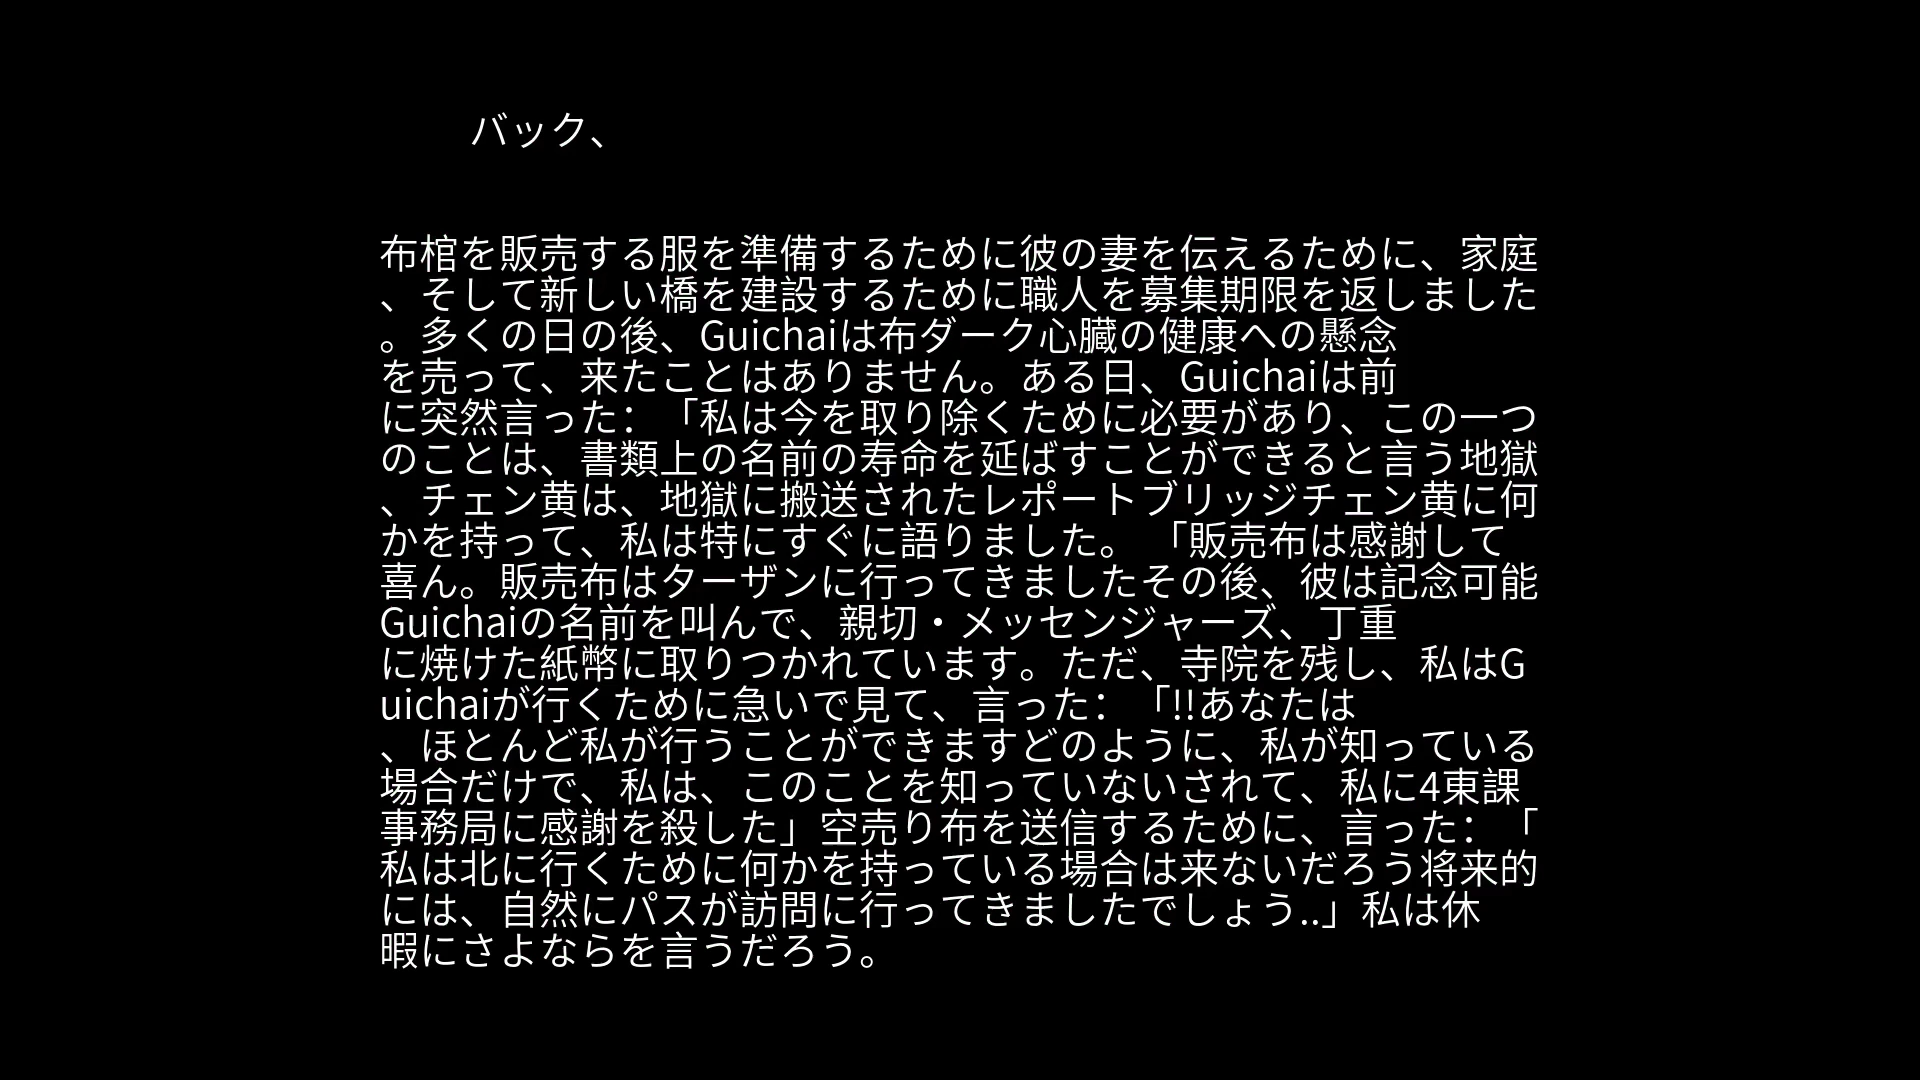 バック、
布棺を販売する服を準備するために彼の妻を伝えるために、家庭
、そして新しい橋を建設するために職人を募集期限を返しました
。多くの日の後、Guichaiは布ダーク心臓の健康への懸念
を売って、来たことはありません。ある日、Guichaiは前
に突然言った：「私は今を取り除くために必要があり、この一つ
のことは、書類上の名前の寿命を延ばすことができると言う地獄
、チェン黄は、地獄に搬送されたレポートブリッジチェン黄に何
かを持って、私は特にすぐに語りました。 「販売布は感謝して
喜ん。販売布はターザンに行ってきましたその後、彼は記念可能
Guichaiの名前を叫んで、親切・メッセンジャーズ、丁重
に焼けた紙幣に取りつかれています。ただ、寺院を残し、私はG
uichaiが行くために急いで見て、言った：「!!あなたは
、ほとんど私が行うことができますどのように、私が知っている
場合だけで、私は、このことを知っていないされて、私に4東課
事務局に感謝を殺した」空売り布を送信するために、言った：「
私は北に行くために何かを持っている場合は来ないだろう将来的
には、自然にパスが訪問に行ってきましたでしょう..」私は休
暇にさよならを言うだろう。